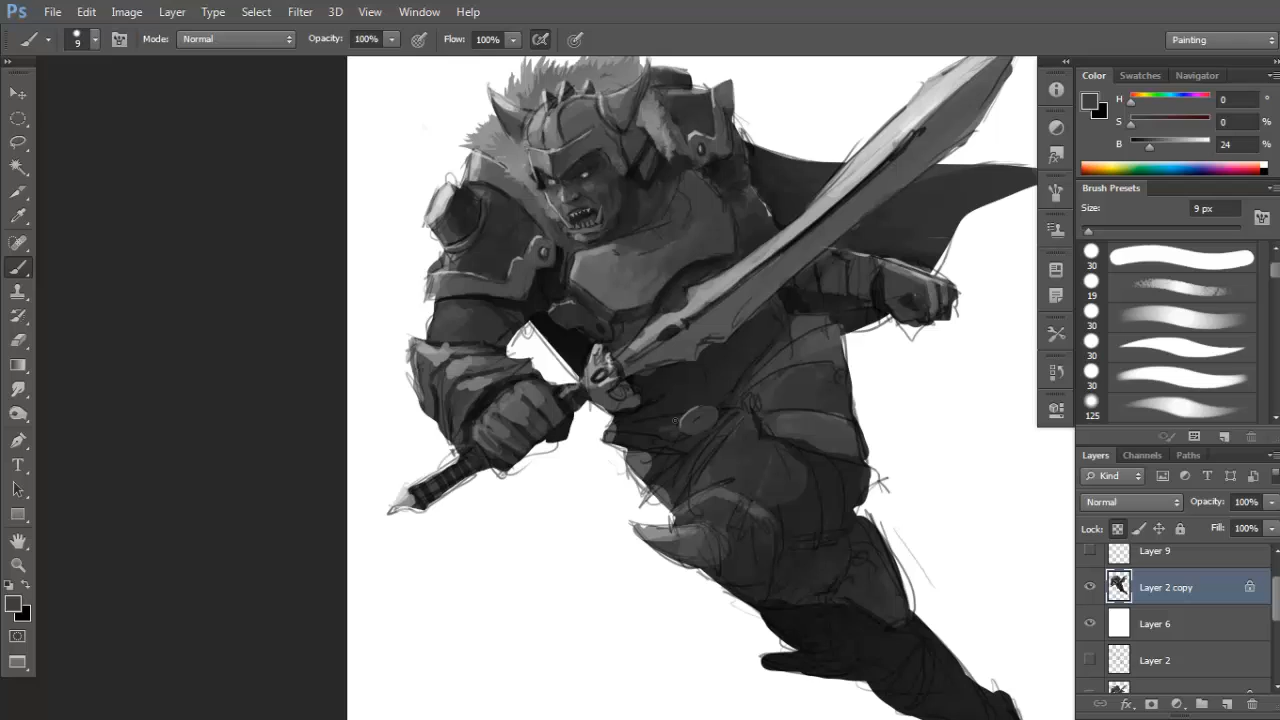 Ps File Edit Image Layer Type Select Filter 3D View Window Help
9 Mode: Normal Opacity: 100% Flow: 100% Painting
Color Swatches Navigator
H 0 °
S 0 %
B 24 %
Brush Presets
Size: 9 px
30
19
30
30
30
125
Layers Channels Paths
Kind
Normal Opacity: 100%
Lock: Fill: 100%
Layer 9
Layer 2 copy
Layer 6
Layer 2